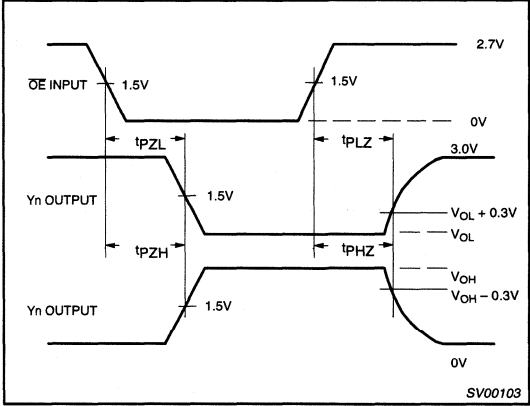 2.7V
OE INPUT
1.5V
1.5V
0V
tPZL
tPLZ
3.0V
Yn OUTPUT
1.5V
VOL + 0.3V
VOL
tPZH
tPHZ
VOH
VOH – 0.3V
Yn OUTPUT
1.5V
0V
SV00103